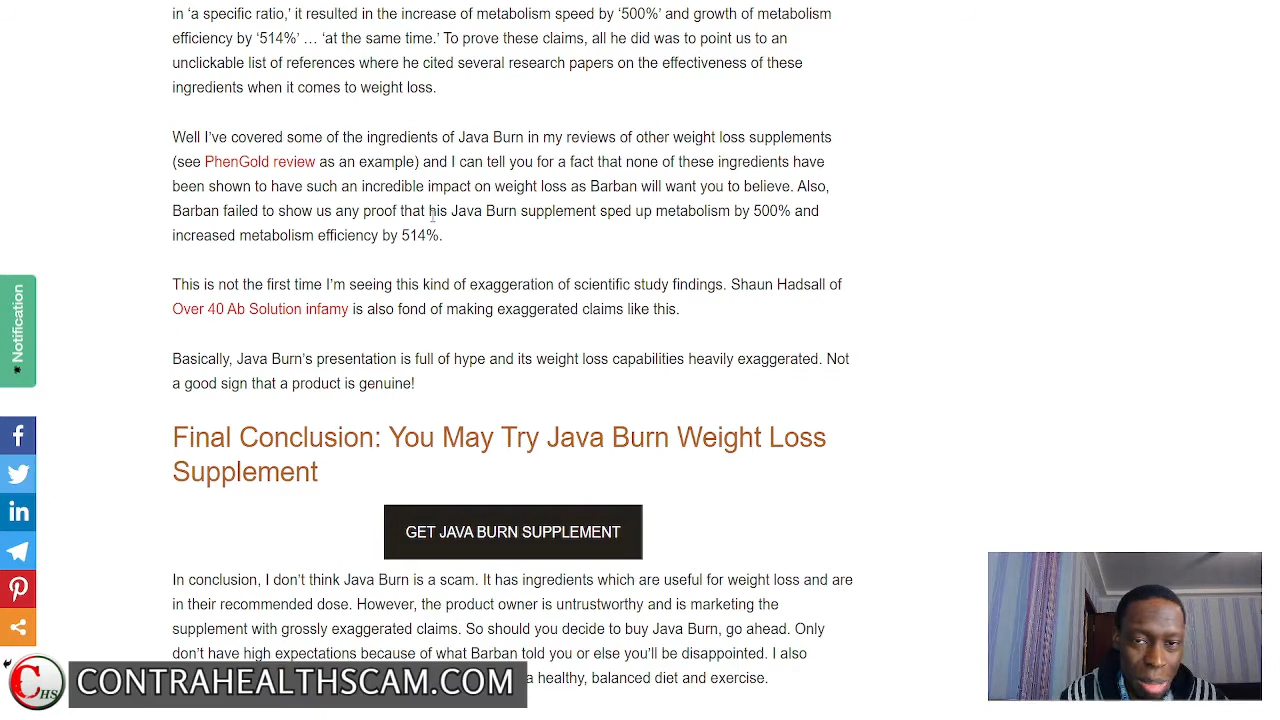 in ‘a specific ratio,’ it resulted in the increase of metabolism speed by ‘500%’ and growth of metabolism
efficiency by ‘514%’ … ‘at the same time.’ To prove these claims, all he did was to point us to an
unclickable list of references where he cited several research papers on the effectiveness of these
ingredients when it comes to weight loss.
Well I’ve covered some of the ingredients of Java Burn in my reviews of other weight loss supplements
(see PhenGold review as an example) and I can tell you for a fact that none of these ingredients have
been shown to have such an incredible impact on weight loss as Barban will want you to believe. Also,
Barban failed to show us any proof that his Java Burn supplement sped up metabolism by 500% and
increased metabolism efficiency by 514%.
This is not the first time I’m seeing this kind of exaggeration of scientific study findings. Shaun Hadsall of
Over 40 Ab Solution infamy is also fond of making exaggerated claims like this.
Basically, Java Burn’s presentation is full of hype and its weight loss capabilities heavily exaggerated. Not
a good sign that a product is genuine!
Notification
Final Conclusion: You May Try Java Burn Weight Loss
Supplement
GET JAVA BURN SUPPLEMENT
In conclusion, I don’t think Java Burn is a scam. It has ingredients which are useful for weight loss and are
in their recommended dose. However, the product owner is untrustworthy and is marketing the
supplement with grossly exaggerated claims. So should you decide to buy Java Burn, go ahead. Only
don’t have high expectations because of what Barban told you or else you’ll be disappointed. I also
a healthy, balanced diet and exercise.
CHS
CONTRAHEALTHSCAM.COM